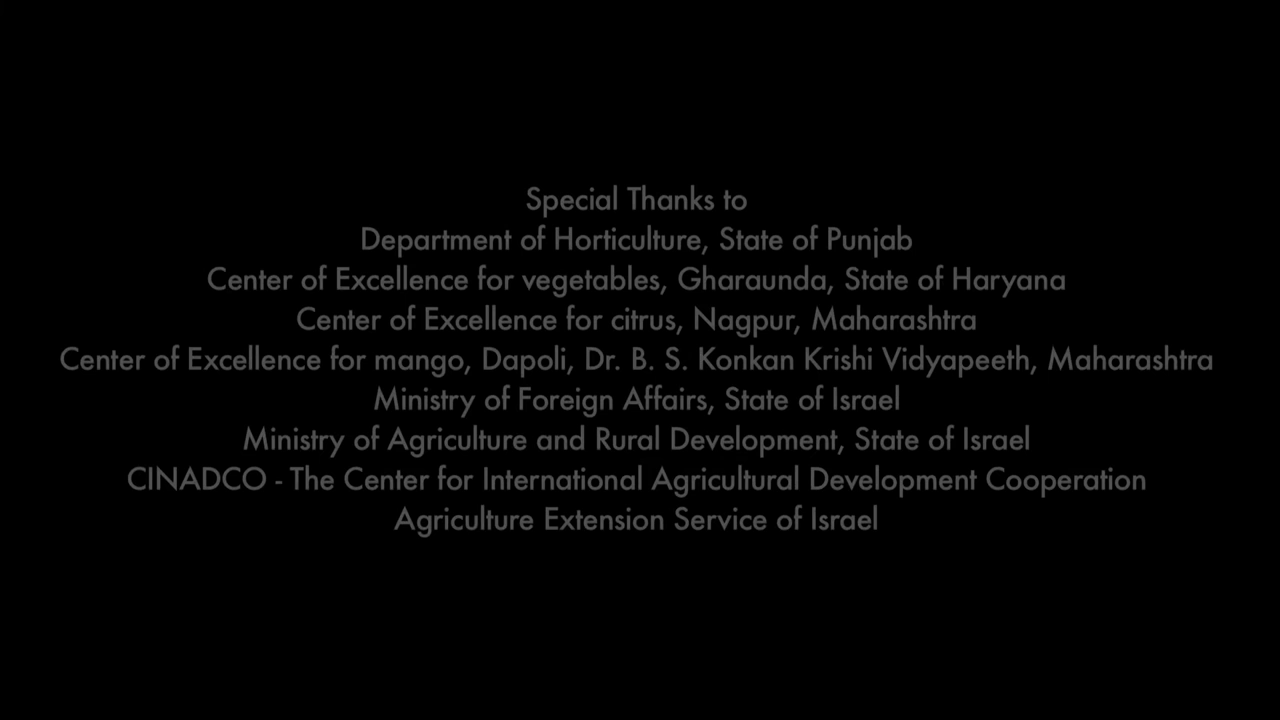 Special Thanks to
Department of Horticulture, State of Punjab
Center of Excellence for vegetables, Gharaunda, State of Haryana
Center of Excellence for citrus, Nagpur, Maharashtra
Center of Excellence for mango, Dapoli, Dr. B. S. Konkan Krishi Vidyapeeth, Maharashtra
Ministry of Foreign Affairs, State of Israel
Ministry of Agriculture and Rural Development, State of Israel
CINADCO - The Center for International Agricultural Development Cooperation
Agriculture Extension Service of Israel